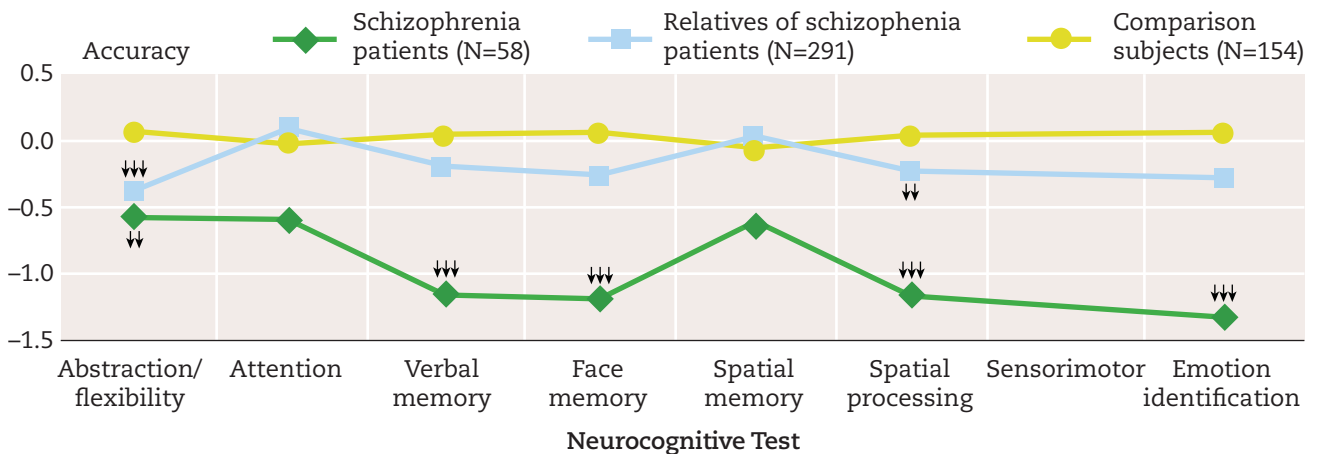 Accuracy
Schizophrenia
patients (N=58)
Relatives of schizophenia
patients (N=291)
Comparison
subjects (N=154)
0.5
0.0
–0.5
–1.0
–1.5
Abstraction/
flexibility
Attention
Verbal
memory
Face
memory
Spatial
memory
Spatial
processing
Sensorimotor
Emotion
identification
Neurocognitive Test